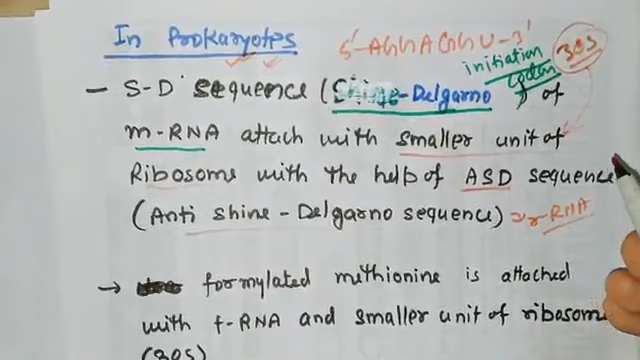 In Prokaryotes
5'-AGGAGGU-3'
initiation codon
30S
- S-D sequence (Shine-Delgarno) of
m-RNA attach with smaller unit of
Ribosome with the help of ASD sequence
(Anti shine-Delgarno sequence) ⇒ r-RNA
→ formylated methionine is attached
with t-RNA and smaller unit of ribosome
(30S)